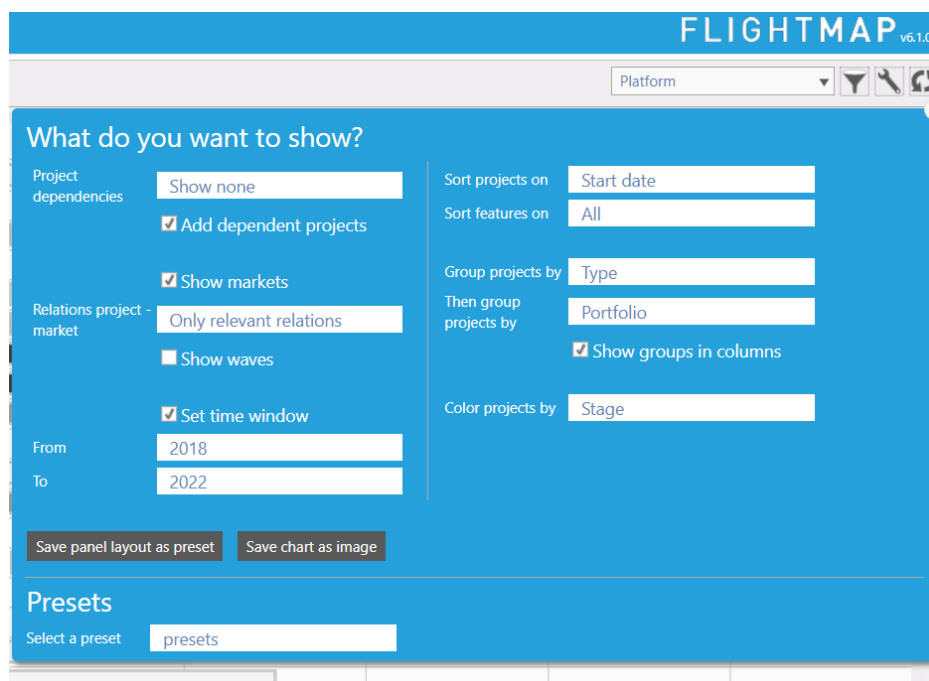 FLIGHTMAP v6.1.0
Platform
What do you want to show?
Project
dependencies
Show none
Add dependent projects
Show markets
Relations project -
market
Only relevant relations
Show waves
Set time window
From
2018
To
2022
Sort projects on
Start date
Sort features on
All
Group projects by
Type
Then group
projects by
Portfolio
Show groups in columns
Color projects by
Stage
Save panel layout as preset
Save chart as image
Presets
Select a preset
presets